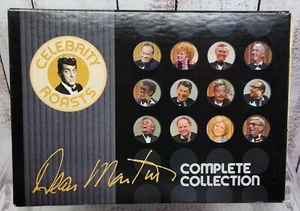 CELEBRITY
ROASTS
Dean Martin
COMPLETE
COLLECTION